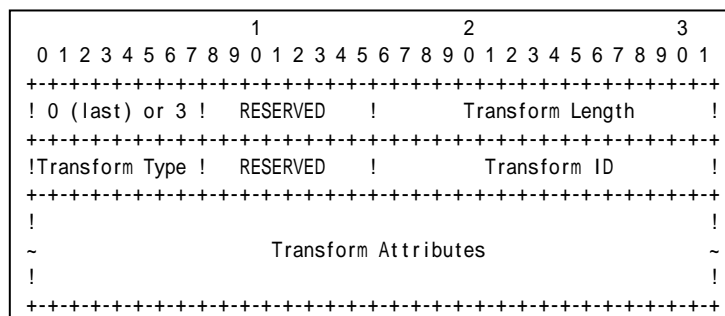 1 2 3
0 1 2 3 4 5 6 7 8 9 0 1 2 3 4 5 6 7 8 9 0 1 2 3 4 5 6 7 8 9 0 1
+-+-+-+-+-+-+-+-+-+-+-+-+-+-+-+-+-+-+-+-+-+-+-+-+-+-+-+-+-+-+-+-+
! 0 (last) or 3 ! RESERVED ! Transform Length !
+-+-+-+-+-+-+-+-+-+-+-+-+-+-+-+-+-+-+-+-+-+-+-+-+-+-+-+-+-+-+-+-+
!Transform Type ! RESERVED ! Transform ID !
+-+-+-+-+-+-+-+-+-+-+-+-+-+-+-+-+-+-+-+-+-+-+-+-+-+-+-+-+-+-+-+-+
! !
~ Transform Attributes ~
! !
+-+-+-+-+-+-+-+-+-+-+-+-+-+-+-+-+-+-+-+-+-+-+-+-+-+-+-+-+-+-+-+-+